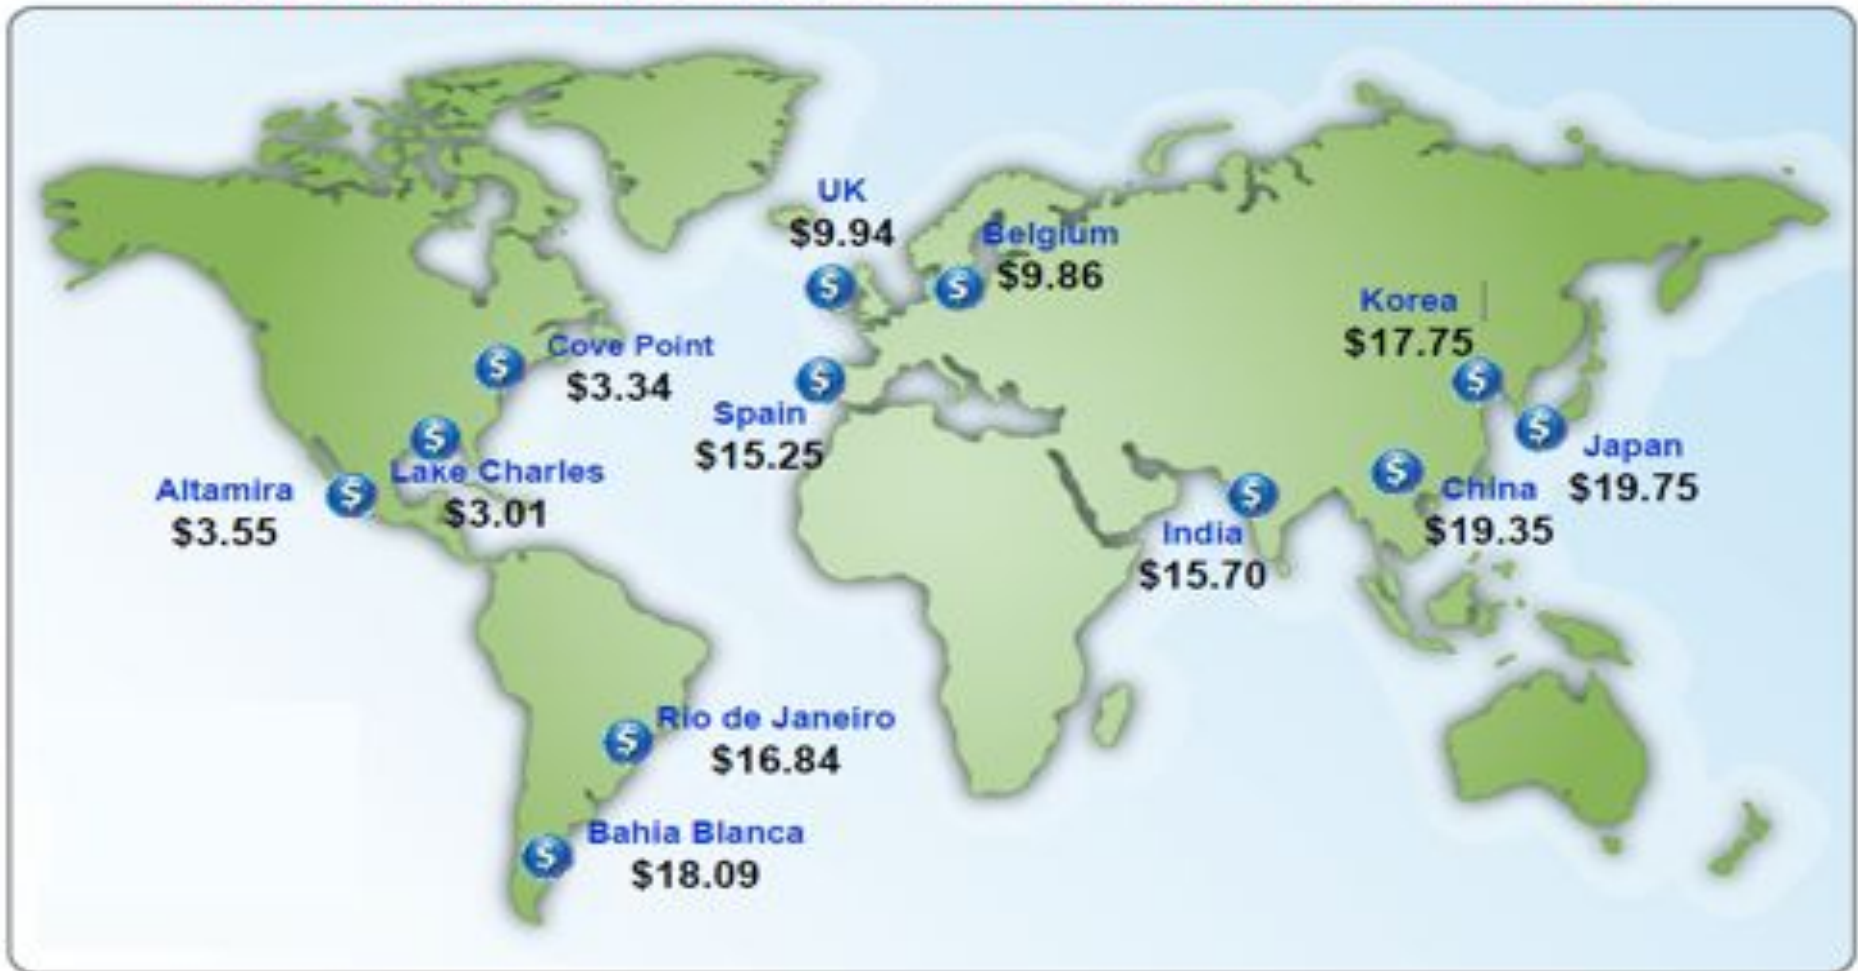 UK
$9.94
Belgium
$9.86
Korea
$17.75
Cove Point
$3.34
Spain
$15.25
Lake Charles
$3.01
Altamira
$3.55
Japan
$19.75
China
$19.35
India
$15.70
Rio de Janeiro
$16.84
Bahia Blanca
$18.09